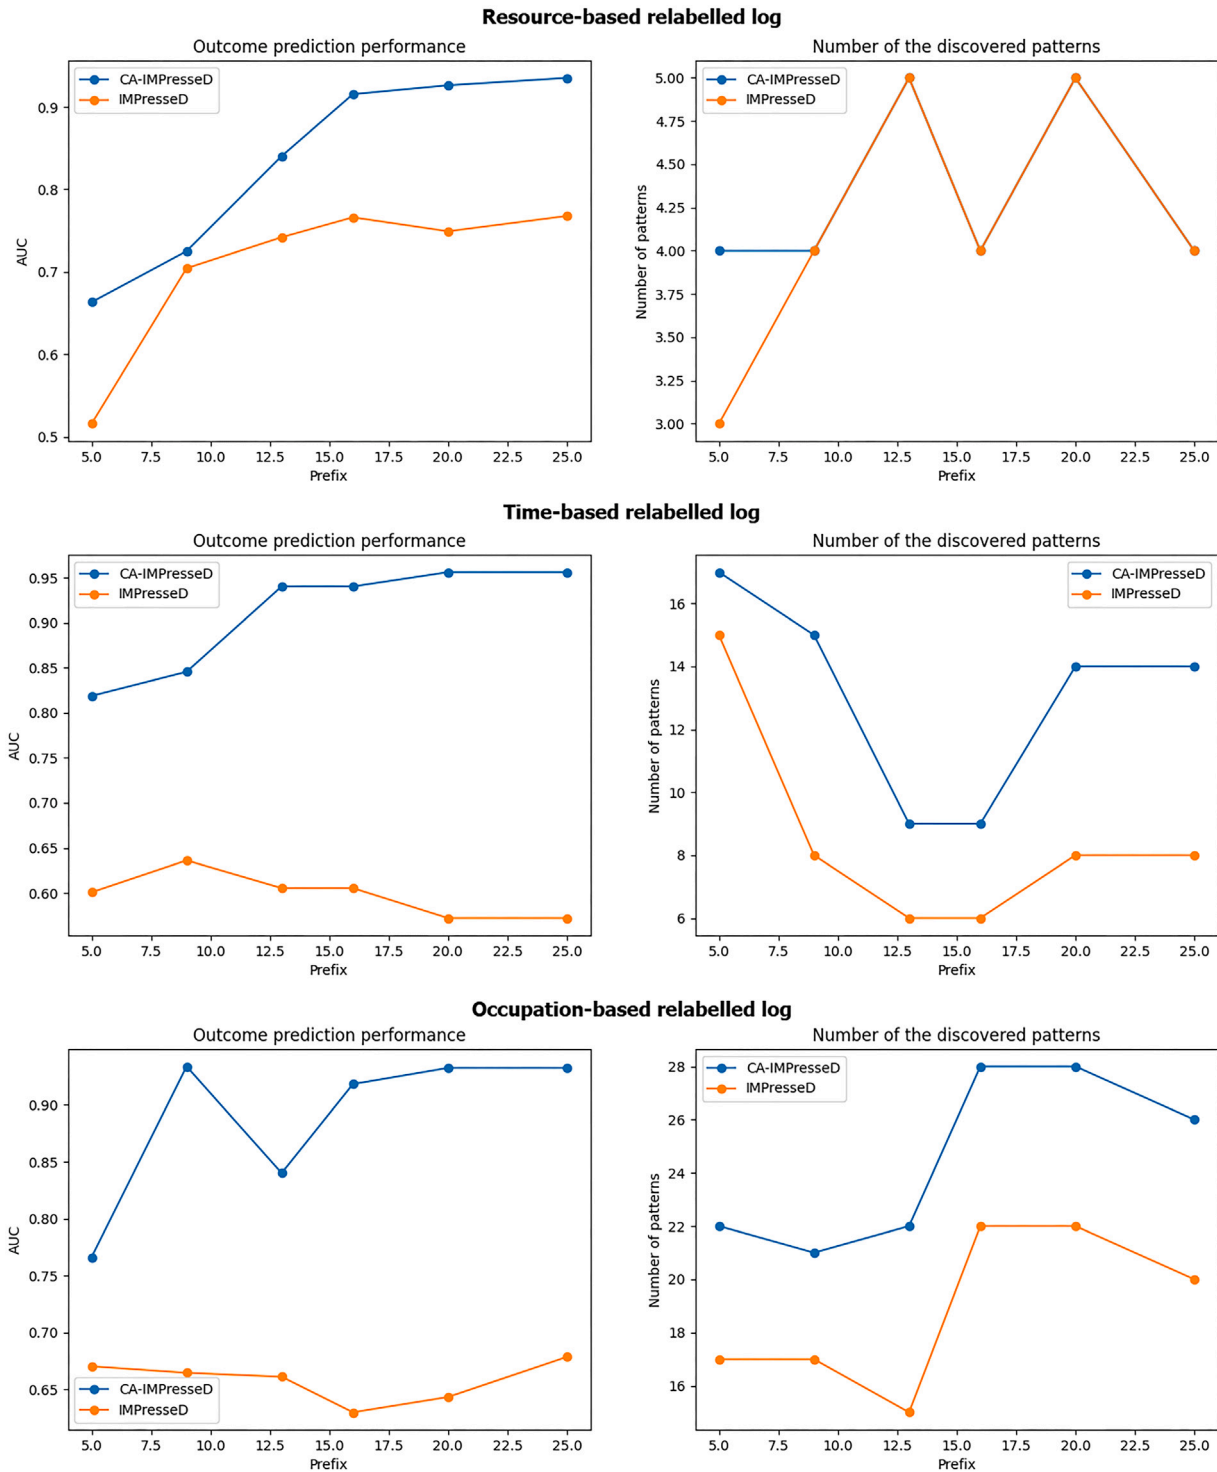 Resource-based relabelled log
Outcome prediction performance
CA-IMPresseD
IMPresseD
0.9
0.8
0.7
0.6
0.5
AUC
5.0 7.5 10.0 12.5 15.0 17.5 20.0 22.5 25.0
Prefix
Number of the discovered patterns
CA-IMPresseD
IMPresseD
5.00
4.75
4.50
4.25
4.00
3.75
3.50
3.25
3.00
Number of patterns
5.0 7.5 10.0 12.5 15.0 17.5 20.0 22.5 25.0
Prefix
Time-based relabelled log
Outcome prediction performance
CA-IMPresseD
IMPresseD
0.95
0.90
0.85
0.80
0.75
0.70
0.65
0.60
AUC
5.0 7.5 10.0 12.5 15.0 17.5 20.0 22.5 25.0
Prefix
Number of the discovered patterns
CA-IMPresseD
IMPresseD
16
14
12
10
8
6
Number of patterns
5.0 7.5 10.0 12.5 15.0 17.5 20.0 22.5 25.0
Prefix
Occupation-based relabelled log
Outcome prediction performance
0.90
0.85
0.80
0.75
0.70
0.65
AUC
CA-IMPresseD
IMPresseD
5.0 7.5 10.0 12.5 15.0 17.5 20.0 22.5 25.0
Prefix
Number of the discovered patterns
CA-IMPresseD
IMPresseD
28
26
24
22
20
18
16
Number of patterns
5.0 7.5 10.0 12.5 15.0 17.5 20.0 22.5 25.0
Prefix